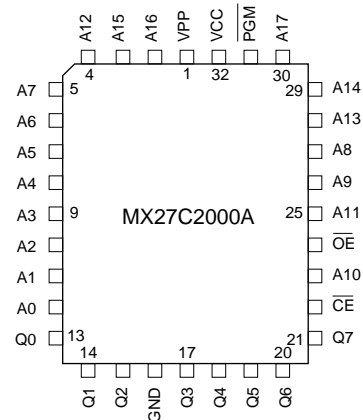 A12 A15 A16 VPP VCC PGM A17
4 1 32 30
A7 5 29 A14
A6 A13
A5 A8
A4 A9
A3 9 MX27C2000A 25 A11
A2 OE
A1 A10
A0 CE
Q0 13 21 Q7
14 17 20
Q1 Q2 GND Q3 Q4 Q5 Q6